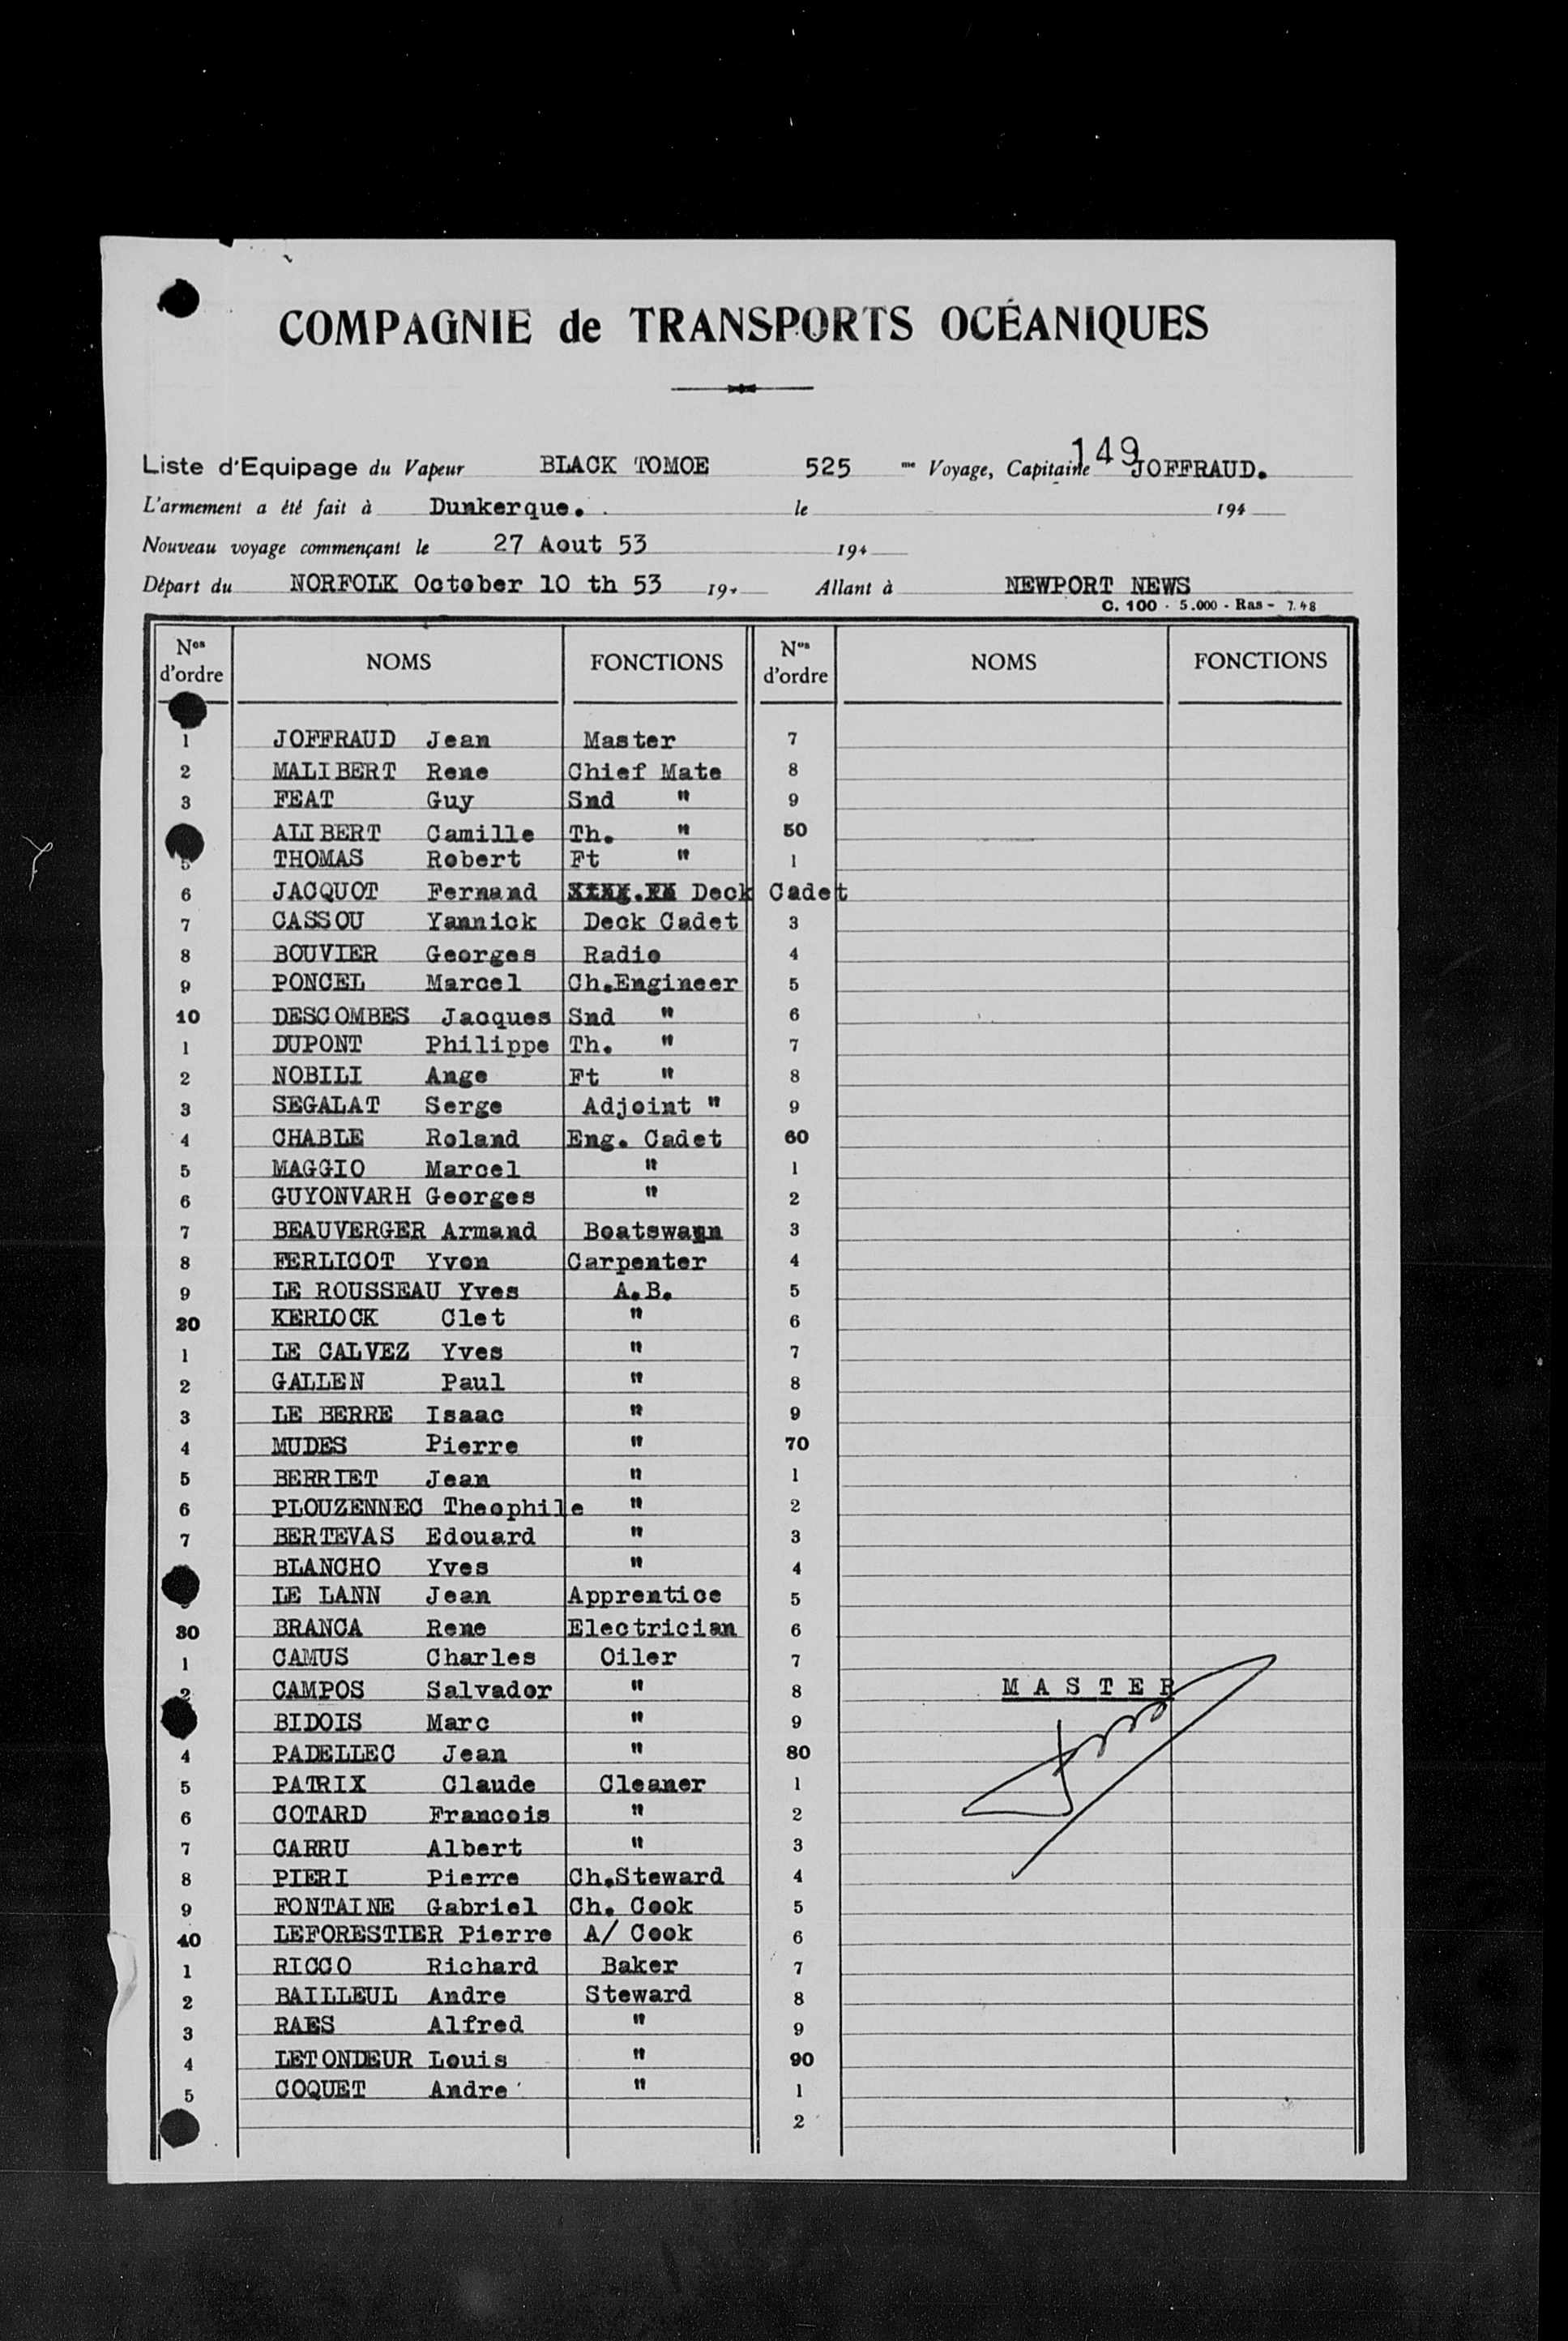 COMPAGNIE de TRANSPORTS OCÉANIQUES
149
Liste d'Equipage du Vapeur BLACK TOMOE 525 me Voyage, Capitaine JOFFRAUD.
L'armement a été fait à Dunkerque. le 194
Nouveau voyage commençant le 27 Aout 53 194
Départ du NORFOLK October 10 th 53 19 Allant à NEWPORT NEWS
C. 100 - 5.000 - Ras - 7.48
Nos d'ordre NOMS FONCTIONS Nos d'ordre NOMS FONCTIONS
1 JOFFRAUD Jean Master 7
2 MALIBERT Rene Chief Mate 8
3 FEAT Guy Snd " 9
ALIBERT Camille Th. " 50
5 THOMAS Robert Ft " 1
6 JACQUOT Fernand Deck Cadet
7 CASSOU Yannick Deck Cadet 3
8 BOUVIER Georges Radio 4
9 PONCEL Marcel Ch.Engineer 5
10 DESCOMBES Jacques Snd " 6
1 DUPONT Philippe Th. " 7
2 NOBILI Ange Ft " 8
3 SEGALAT Serge Adjoint " 9
4 CHABLE Roland Eng. Cadet 60
5 MAGGIO Marcel " 1
6 GUYONVARH Georges " 2
7 BEAUVERGER Armand Boatswann 3
8 FERLICOT Yvon Carpenter 4
9 LE ROUSSEAU Yves A.B. 5
20 KERLOCK Clet " 6
1 LE CALVEZ Yves " 7
2 GALLEN Paul " 8
3 LE BERRE Isaac " 9
4 MUDES Pierre " 70
5 BERRIET Jean " 1
6 PLOUZENNEC Theophile " 2
7 BERTEVAS Edouard " 3
BLANCHO Yves " 4
LE LANN Jean Apprentice 5
30 BRANCA Rene Electrician 6
1 CAMUS Charles Oiler 7
2 CAMPOS Salvador " 8 MASTER
BIDOIS Marc " 9
4 PADELLEC Jean " 80
5 PATRIX Claude Cleaner 1
6 COTARD Francois " 2
7 CARRU Albert " 3
8 PIERI Pierre Ch.Steward 4
9 FONTAINE Gabriel Ch. Cook 5
40 LEFORESTIER Pierre A/ Cook 6
1 RICCO Richard Baker 7
2 BAILLEUL Andre Steward 8
3 RAES Alfred " 9
4 LETONDEUR Louis " 90
5 COQUET Andre " 1
2